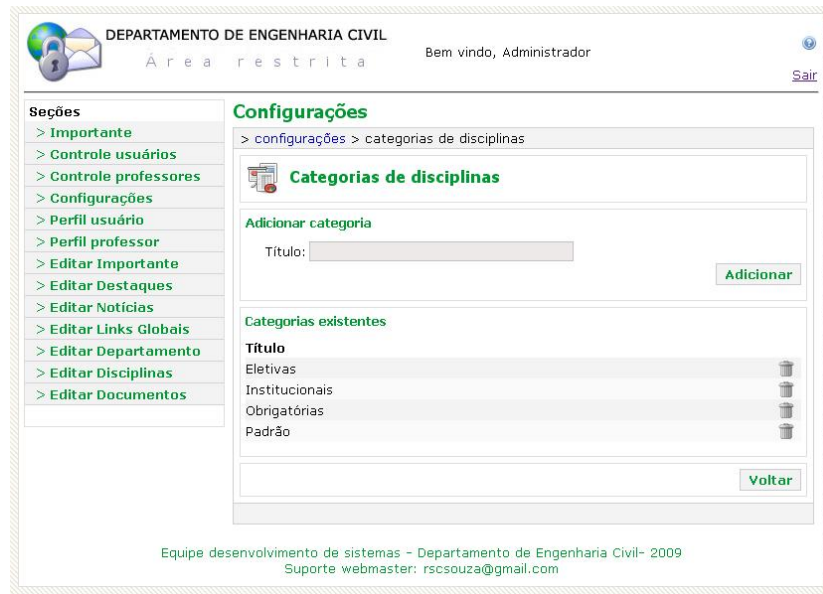 DEPARTAMENTO DE ENGENHARIA CIVIL
Área restrita
Bem vindo, Administrador
Sair
Seções
> Importante
> Controle usuários
> Controle professores
> Configurações
> Perfil usuário
> Perfil professor
> Editar Importante
> Editar Destaques
> Editar Notícias
> Editar Links Globais
> Editar Departamento
> Editar Disciplinas
> Editar Documentos
Configurações
> configurações > categorias de disciplinas
Categorias de disciplinas
Adicionar categoria
Título:
Adicionar
Categorias existentes
Título
Eletivas
Institucionais
Obrigatórias
Padrão
Voltar
Equipe desenvolvimento de sistemas - Departamento de Engenharia Civil- 2009
Suporte webmaster: rscsouza@gmail.com